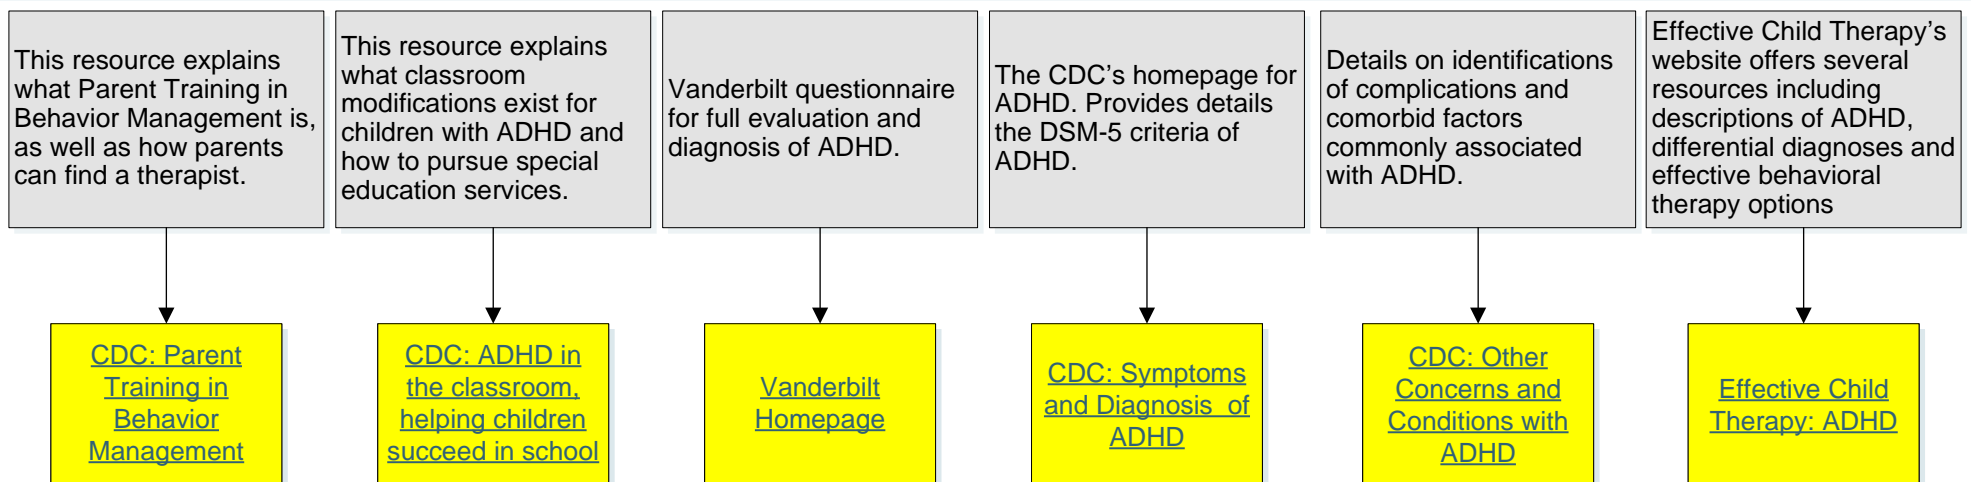 This resource explains
what Parent Training in
Behavior Management is,
as well as how parents
can find a therapist.
This resource explains
what classroom
modifications exist for
children with ADHD and
how to pursue special
education services.
Vanderbilt questionnaire
for full evaluation and
diagnosis of ADHD.
The CDC’s homepage for
ADHD. Provides details
the DSM-5 criteria of
ADHD.
Details on identifications
of complications and
comorbid factors
commonly associated
with ADHD.
Effective Child Therapy’s
website offers several
resources including
descriptions of ADHD,
differential diagnoses and
effective behavioral
therapy options
CDC: Parent
Training in
Behavior
Management
CDC: ADHD in
the classroom,
helping children
succeed in school
Vanderbilt
Homepage
CDC: Symptoms
and Diagnosis  of
ADHD
CDC: Other
Concerns and
Conditions with
ADHD
Effective Child
Therapy: ADHD